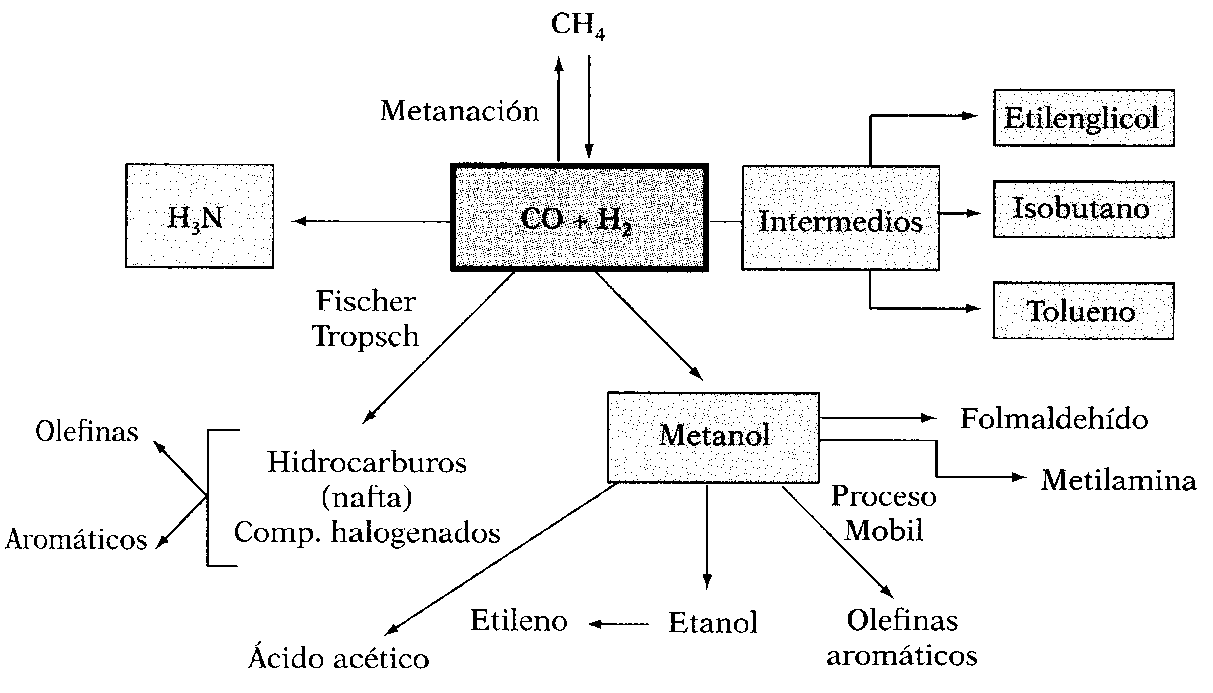 CH₄
Metanación
Etilenglicol
H₃N
CO + H₂
Intermedios
Isobutano
Tolueno
Fischer
Tropsch
Metanol
Folmaldehído
Metilamina
Olefinas
Aromáticos
Hidrocarburos
(nafta)
Comp. halogenados
Proceso
Mobil
Ácido acético
Etileno
Etanol
Olefinas
aromáticos